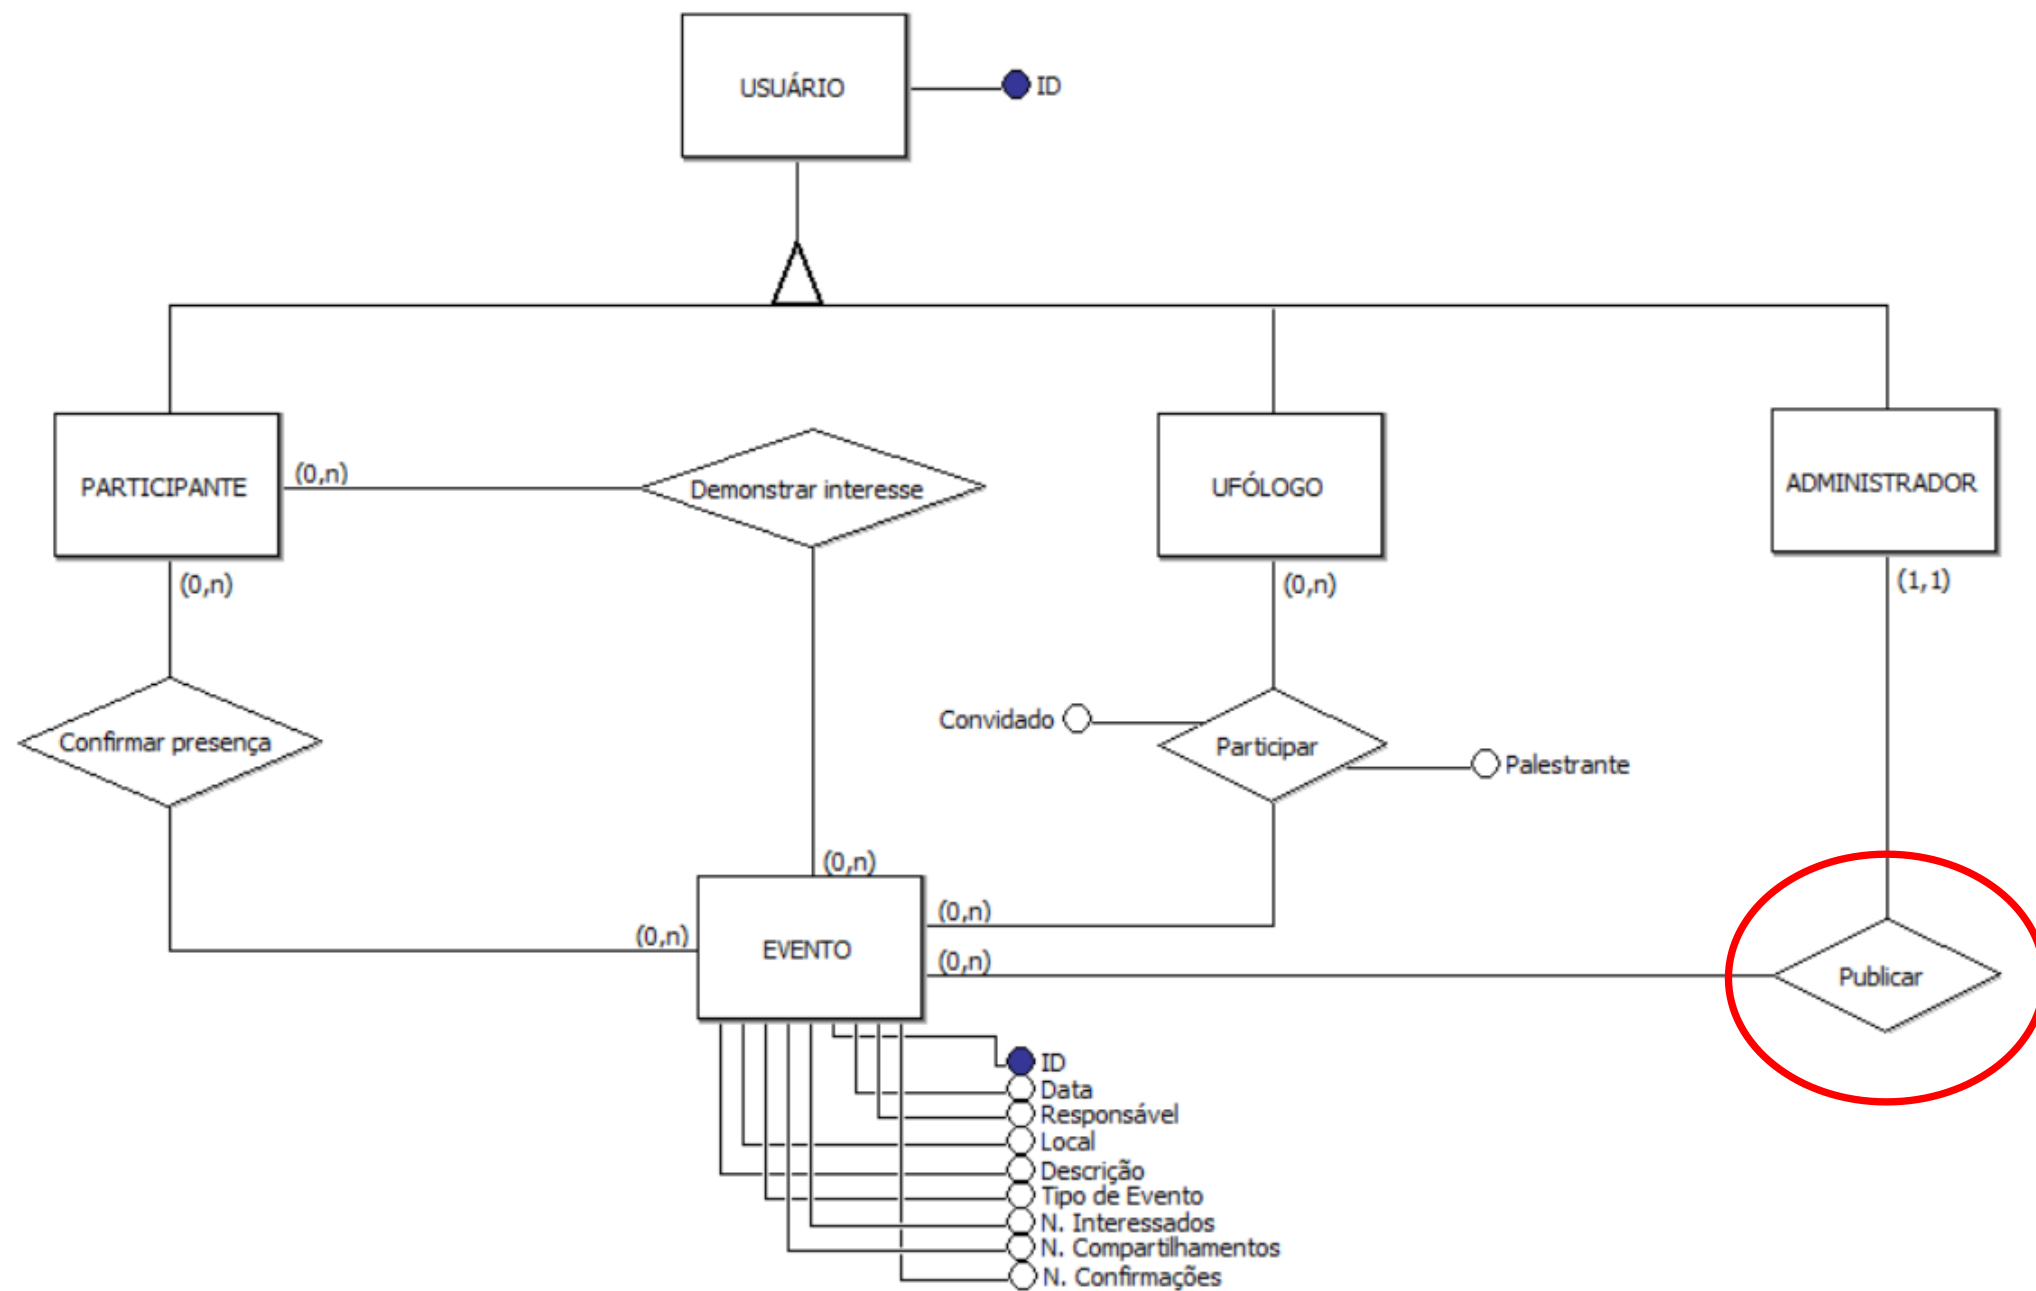 USUÁRIO
ID
PARTICIPANTE
(0,n)
Demonstrar interesse
UFÓLOGO
ADMINISTRADOR
(0,n)
(0,n)
(1,1)
Confirmar presença
Convidado
Participar
Palestrante
(0,n)
(0,n)
(0,n)
EVENTO
(0,n)
Publicar
ID
Data
Responsável
Local
Descrição
Tipo de Evento
N. Interessados
N. Compartilhamentos
N. Confirmações